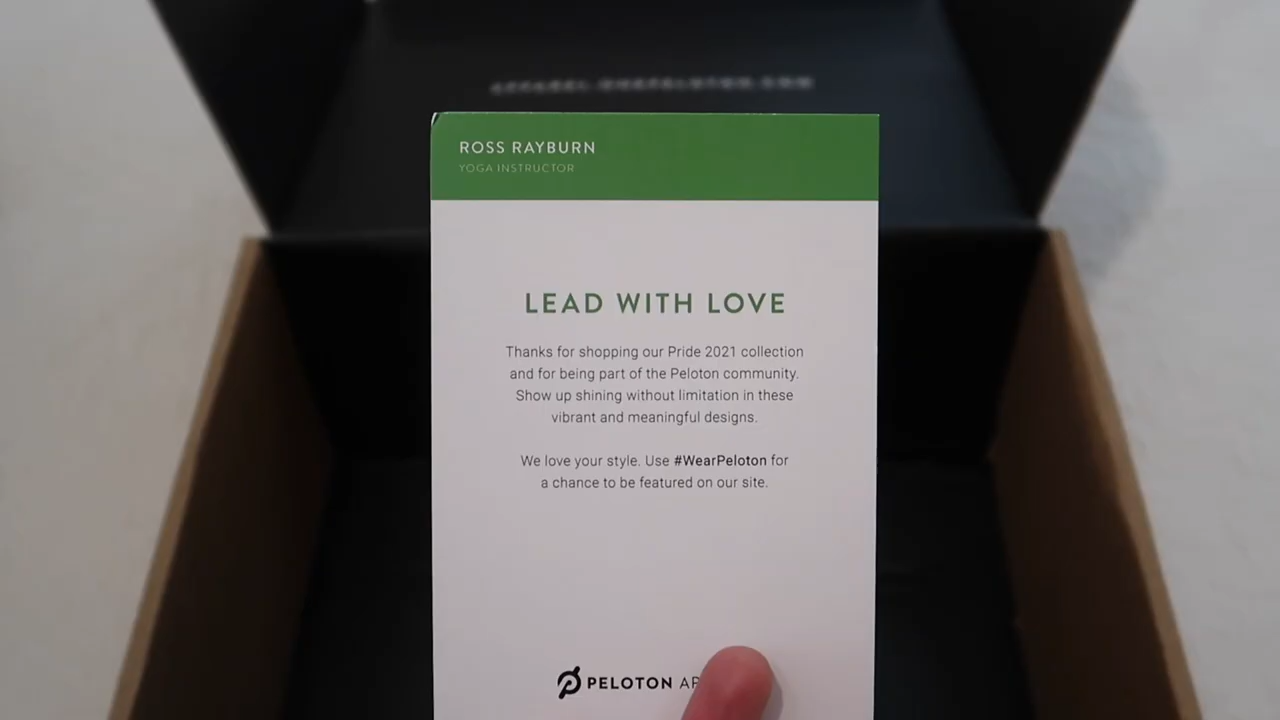 ROSS RAYBURN
YOGA INSTRUCTOR
LEAD WITH LOVE
Thanks for shopping our Pride 2021 collection
and for being part of the Peloton community.
Show up shining without limitation in these
vibrant and meaningful designs.
We love your style. Use #WearPeloton for
a chance to be featured on our site.
PELOTON